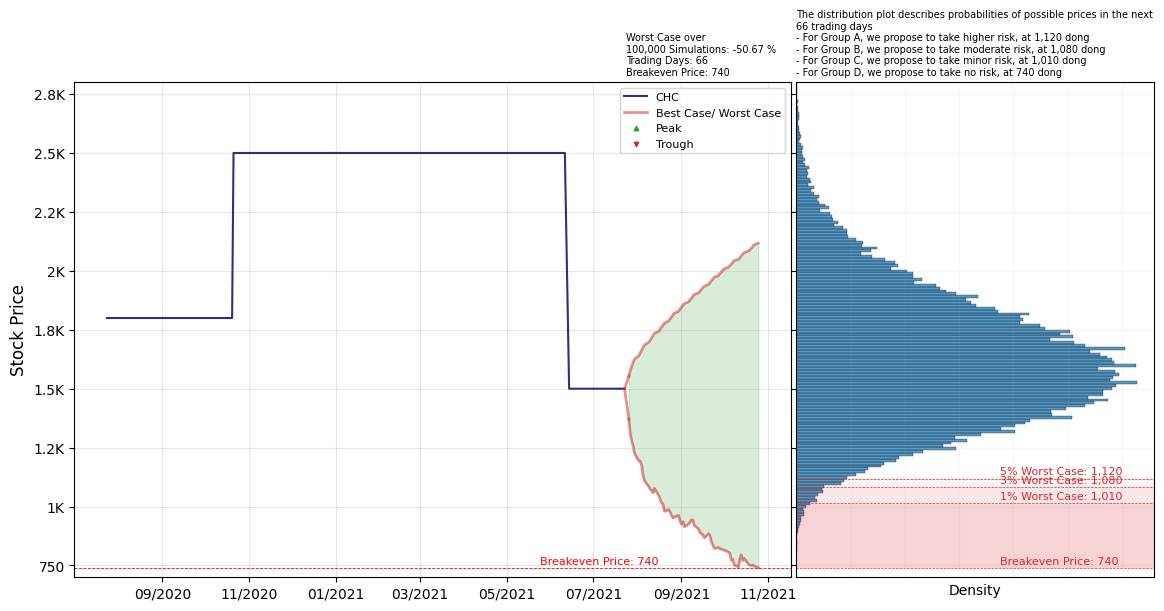 The distribution plot describes probabilities of possible prices in the next
66 trading days
- For Group A, we propose to take higher risk, at 1,120 dong
- For Group B, we propose to take moderate risk, at 1,080 dong
- For Group C, we propose to take minor risk, at 1,010 dong
- For Group D, we propose to take no risk, at 740 dong
Worst Case over
100,000 Simulations: -50.67 %
Trading Days: 66
Breakeven Price: 740
CHC
Best Case/ Worst Case
Peak
Trough
2.8K
2.5K
2.2K
2K
1.8K
1.5K
1.2K
1K
750
Stock Price
5% Worst Case: 1,120
3% Worst Case: 1,080
1% Worst Case: 1,010
Breakeven Price: 740
Breakeven Price: 740
09/2020
11/2020
01/2021
03/2021
05/2021
07/2021
09/2021
11/2021
Density